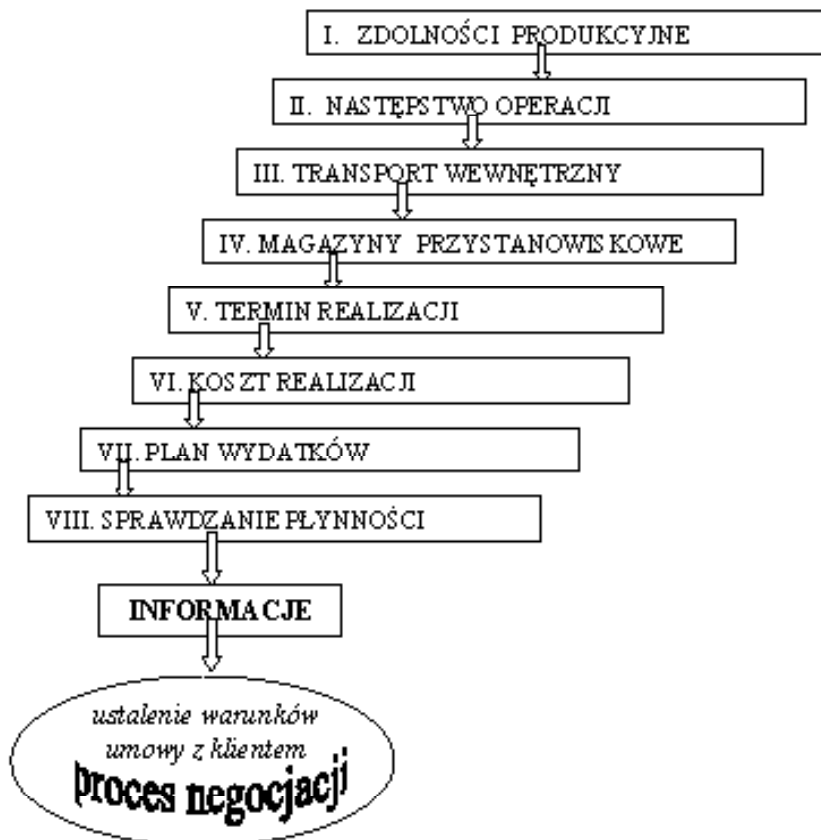 I. ZDOLNOŚCI PRODUKCYJNE
II. NASTĘPSTWO OPERACJI
III. TRANSPORT WEWNĘTRZNY
IV. MAGAZYNY PRZYSTANOWISKOWE
V. TERMIN REALIZACJI
VI. KOSZT REALIZACJI
VII. PLAN WYDATKÓW
VIII. SPRAWDZANIE PŁYNNOŚCI
INFORMACJE
ustalenie warunków
umowy z klientem
proces negocjacji